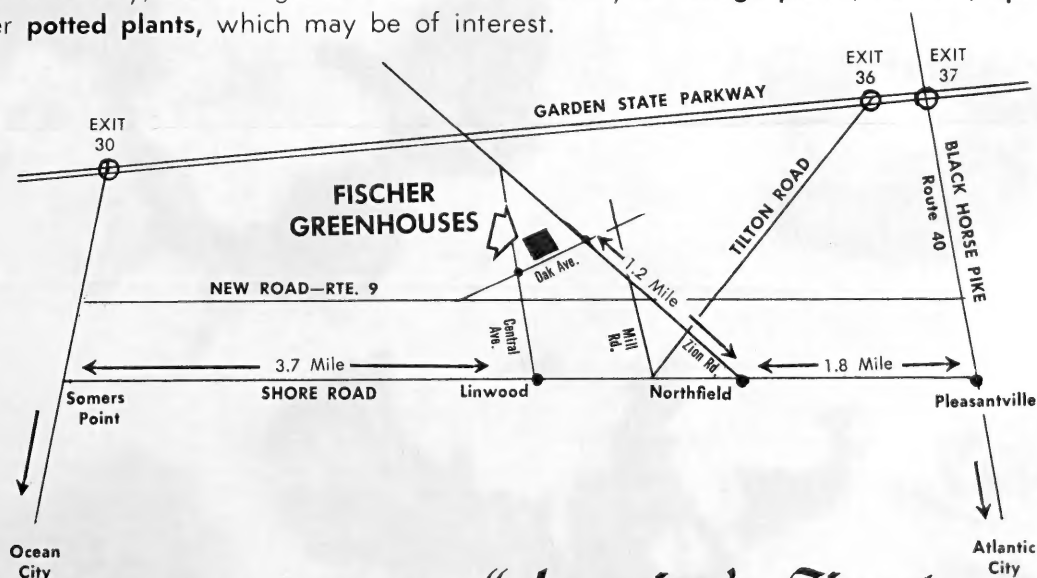 er potted plants, which may be of interest.
EXIT
36
EXIT
37
GARDEN STATE PARKWAY
EXIT
30
BLACK HORSE PIKE
Route 40
TILTON ROAD
FISCHER
GREENHOUSES
Oak Ave.
1.2 Mile
NEW ROAD—RTE. 9
Central
Ave.
Mill
Rd.
Zion Rd.
3.7 Mile
1.8 Mile
SHORE ROAD
Somers
Point
Linwood
Northfield
Pleasantville
Ocean
City
Atlantic
City